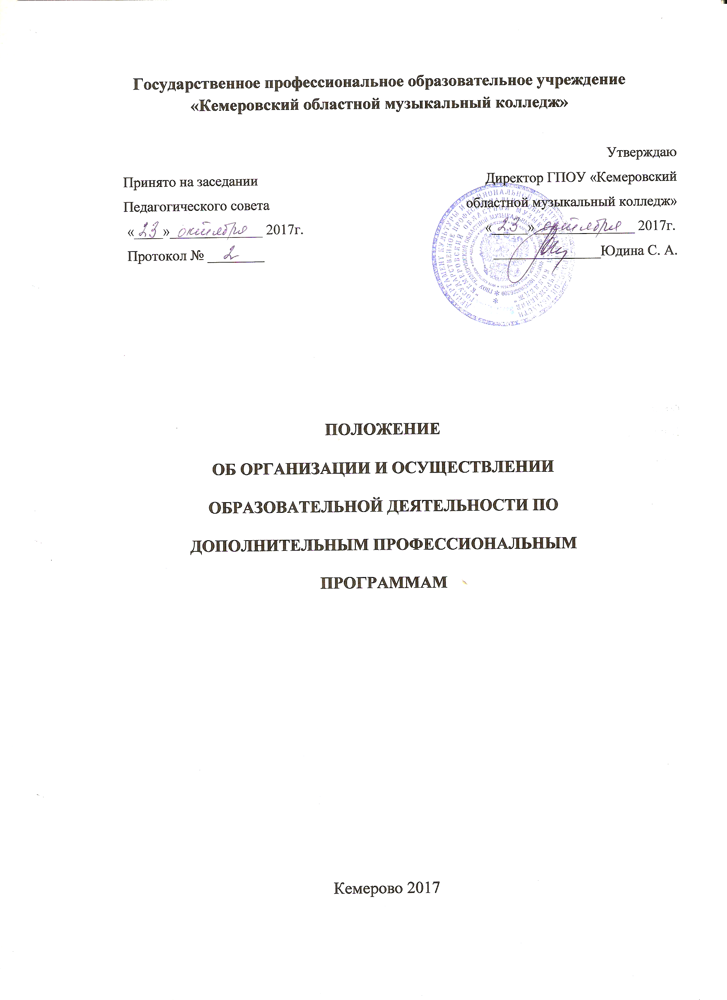 Государственное профессиональное образовательное учреждение
«Кемеровский областной музыкальный колледж»
Утверждаю
Принято на заседании
Директор ГПОУ «Кемеровский
Педагогического совета
областной музыкальный колледж»
«23» октября 2017г.
«23» октября 2017г.
Протокол № 2
Юдина С. А.
ПОЛОЖЕНИЕ
ОБ ОРГАНИЗАЦИИ И ОСУЩЕСТВЛЕНИИ
ОБРАЗОВАТЕЛЬНОЙ ДЕЯТЕЛЬНОСТИ ПО
ДОПОЛНИТЕЛЬНЫМ ПРОФЕССИОНАЛЬНЫМ
ПРОГРАММАМ
Кемерово 2017